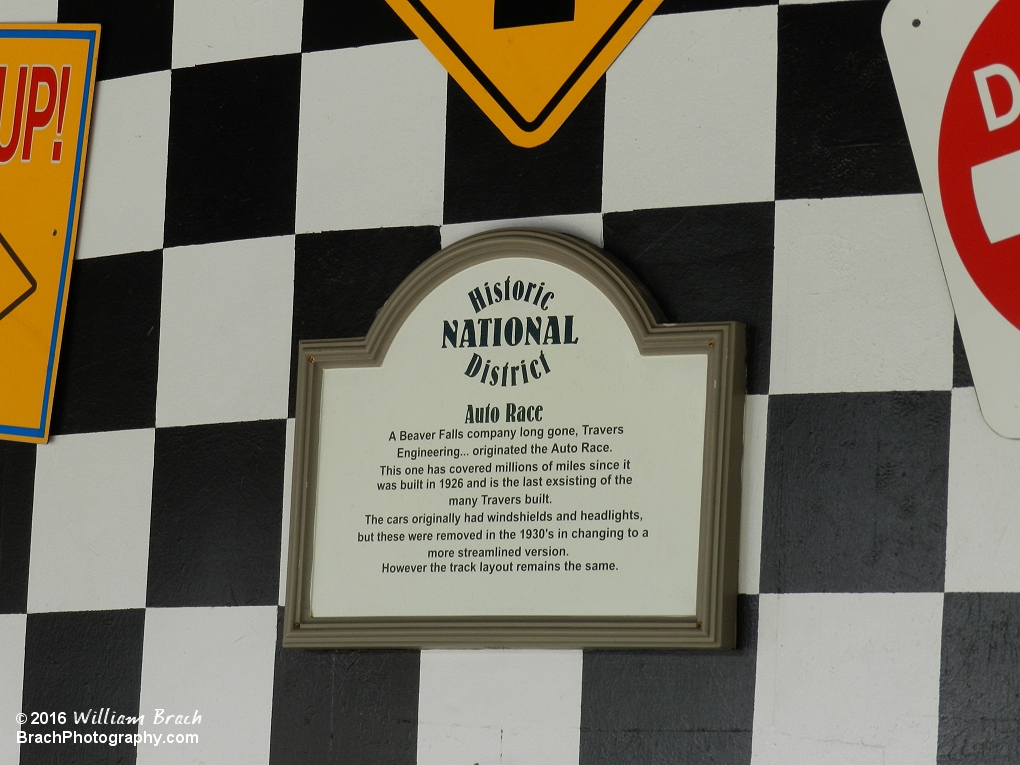 UP!
D
Historic
NATIONAL
District
Auto Race
A Beaver Falls company long gone, Travers
Engineering... originated the Auto Race.
This one has covered millions of miles since it
was built in 1926 and is the last exsisting of the
many Travers built.
The cars originally had windshields and headlights,
but these were removed in the 1930's in changing to a
more streamlined version.
However the track layout remains the same.
© 2016 William Brach
BrachPhotography.com